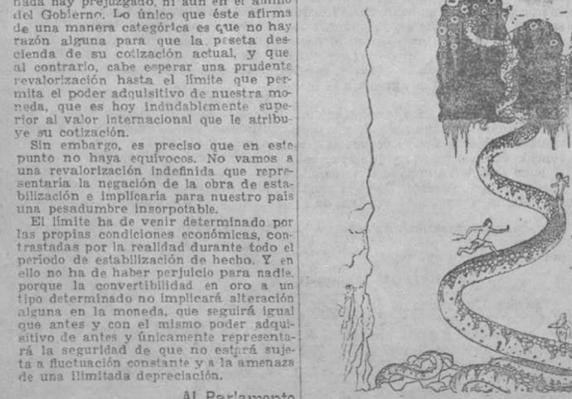 nada hay prejuzgado, ni aun en el ánimo
del Gobierno. Lo único que éste afirma
de una manera categórica es que no hay
razón alguna para que la peseta des-
cienda de su cotización actual, y que
al contrario, cabe esperar una prudente
revalorización hasta el límite que per-
mita el poder adquisitivo de nuestra mo-
neda, que es hoy indudablemente supe-
rior al valor internacional que le atribu-
ye su cotización.
Sin embargo, es preciso que en este
punto no haya equívocos. No vamos a
una revalorización indefinida que repre-
sentaría la negación de la obra de esta-
bilización e implicaría para nuestro país
una pesadumbre insorpotable.
El límite ha de venir determinado por
las propias condiciones económicas, con-
trastadas por la realidad durante todo el
período de estabilización de hecho. Y en
ello no ha de haber perjuicio para nadie,
porque la convertibilidad en oro a un
tipo determinado no implicará alteración
alguna en la moneda, que seguirá igual
que antes y con el mismo poder adqui-
sitivo de antes y únicamente representa-
rá la seguridad de que no estará suje-
ta a fluctuación constante y a la amenaza
de una ilimitada depreciación.
Al Parlamento